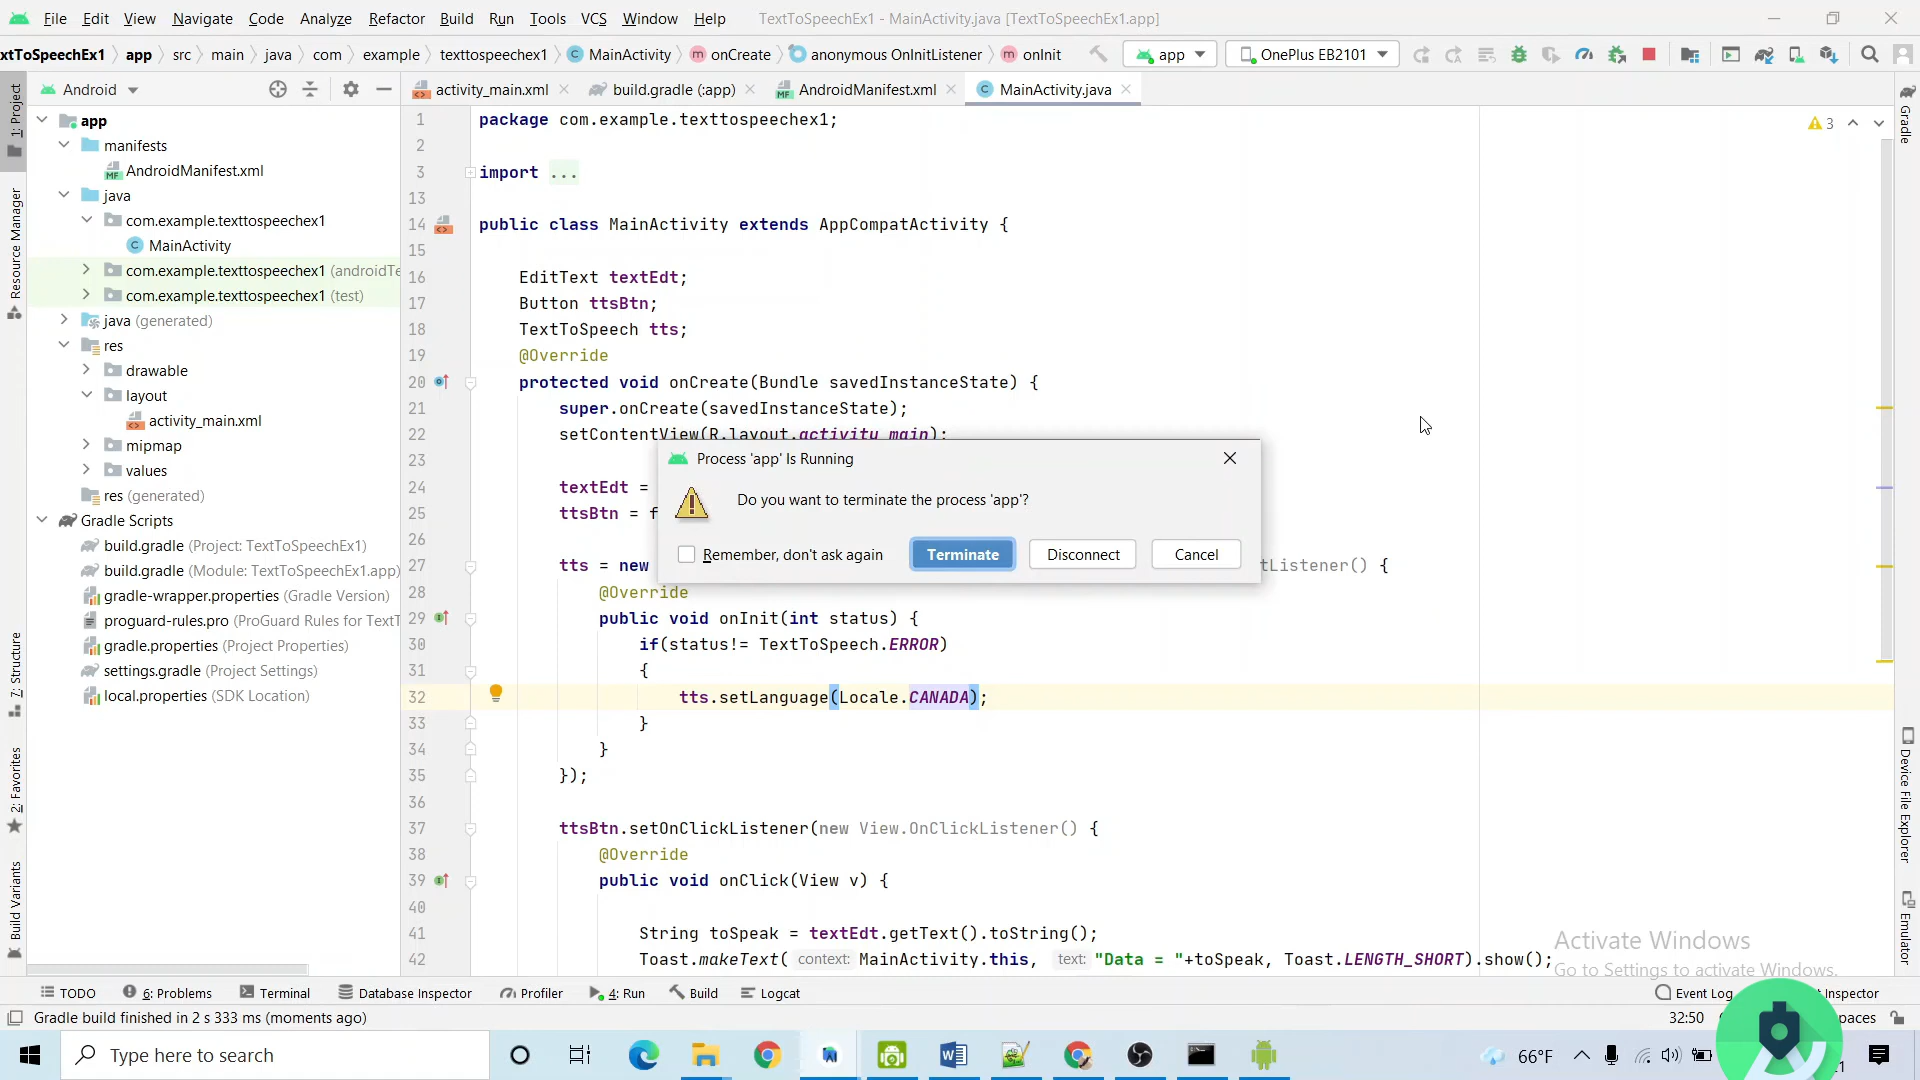 File Edit View Navigate Code Analyze Refactor Build Run Tools VCS Window Help TextToSpeechEx1 - MainActivity.java [TextToSpeechEx1.app]
xtToSpeechEx1 app src main java com example texttospeechex1 MainActivity onCreate anonymous OnInitListener onInit app OnePlus EB2101
Android activity_main.xml build.gradle (:app) AndroidManifest.xml MainActivity.java
1: Project
Resource Manager
7: Structure
2: Favorites
Build Variants
app
manifests
AndroidManifest.xml
java
com.example.texttospeechex1
MainActivity
com.example.texttospeechex1 (androidTe
com.example.texttospeechex1 (test)
java (generated)
res
drawable
layout
activity_main.xml
mipmap
values
res (generated)
Gradle Scripts
build.gradle (Project: TextToSpeechEx1)
build.gradle (Module: TextToSpeechEx1.app)
gradle-wrapper.properties (Gradle Version)
proguard-rules.pro (ProGuard Rules for TextT
gradle.properties (Project Properties)
settings.gradle (Project Settings)
local.properties (SDK Location)
1 package com.example.texttospeechex1;
2
3 import ...
13
14 public class MainActivity extends AppCompatActivity {
15
16 EditText textEdt;
17 Button ttsBtn;
18 TextToSpeech tts;
19 @Override
20 protected void onCreate(Bundle savedInstanceState) {
21 super.onCreate(savedInstanceState);
22 setContentView(R.layout.activity_main);
23
24 textEdt =
25 ttsBtn = f
26
27 tts = new tListener() {
28 @Override
29 public void onInit(int status) {
30 if(status!= TextToSpeech.ERROR)
31 {
32 tts.setLanguage(Locale.CANADA);
33 }
34 }
35 });
36
37 ttsBtn.setOnClickListener(new View.OnClickListener() {
38 @Override
39 public void onClick(View v) {
40
41 String toSpeak = textEdt.getText().toString();
42 Toast.makeText( context: MainActivity.this, text: "Data = "+toSpeak, Toast.LENGTH_SHORT).show();
3
Process 'app' Is Running
Do you want to terminate the process 'app'?
Remember, don't ask again Terminate Disconnect Cancel
Gradle
Device File Explorer
Emulator
Activate Windows
Go to Settings to activate Windows.
TODO 6: Problems Terminal Database Inspector Profiler 4: Run Build Logcat Event Log t Inspector
Gradle build finished in 2 s 333 ms (moments ago) 32:50 paces
Type here to search 66°F